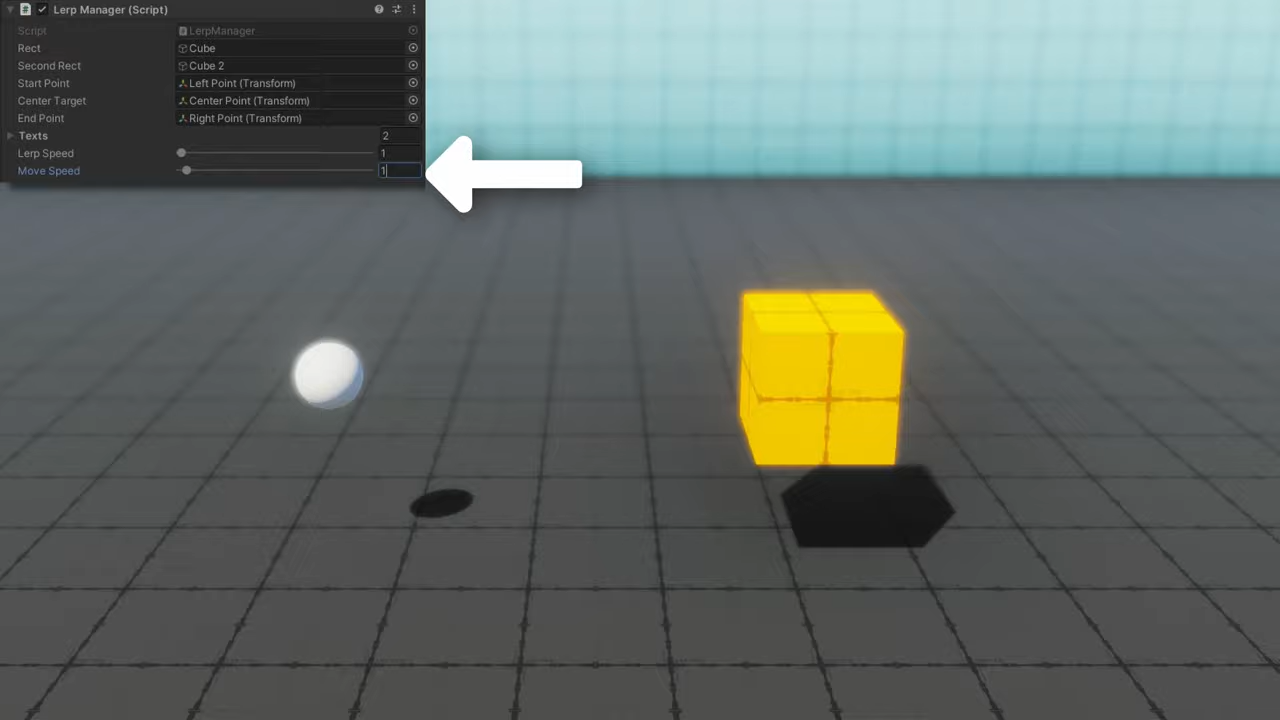 Lerp Manager (Script)
Script LerpManager
Rect Cube
Second Rect Cube 2
Start Point Left Point (Transform)
Center Target Center Point (Transform)
End Point Right Point (Transform)
Texts 2
Lerp Speed 1
Move Speed 1